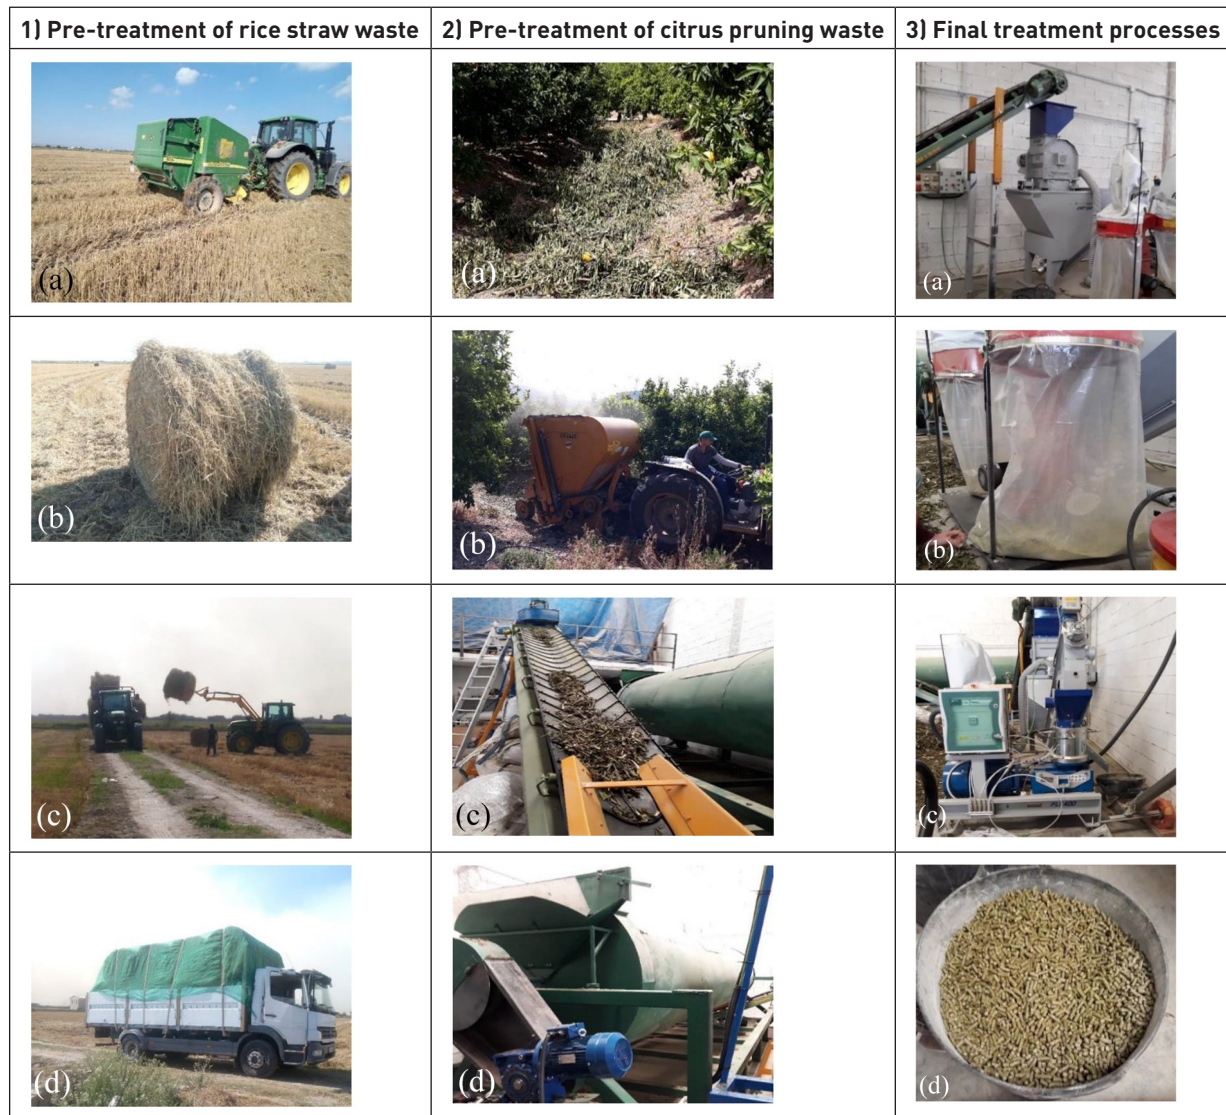 1) Pre-treatment of rice straw waste
2) Pre-treatment of citrus pruning waste
3) Final treatment processes
(a)
(a)
(a)
(b)
(b)
(b)
(c)
(c)
(c)
(d)
(d)
(d)